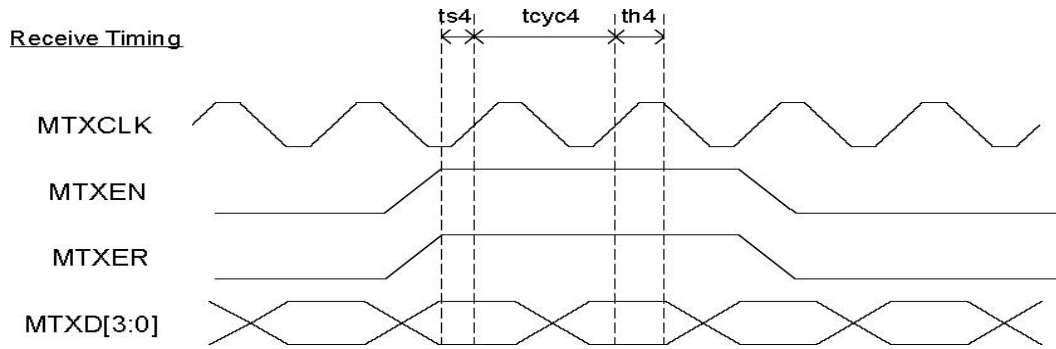 ts4 tcyc4 th4
Receive Timing
MTXCLK
MTXEN
MTXER
MTXD[3:0]